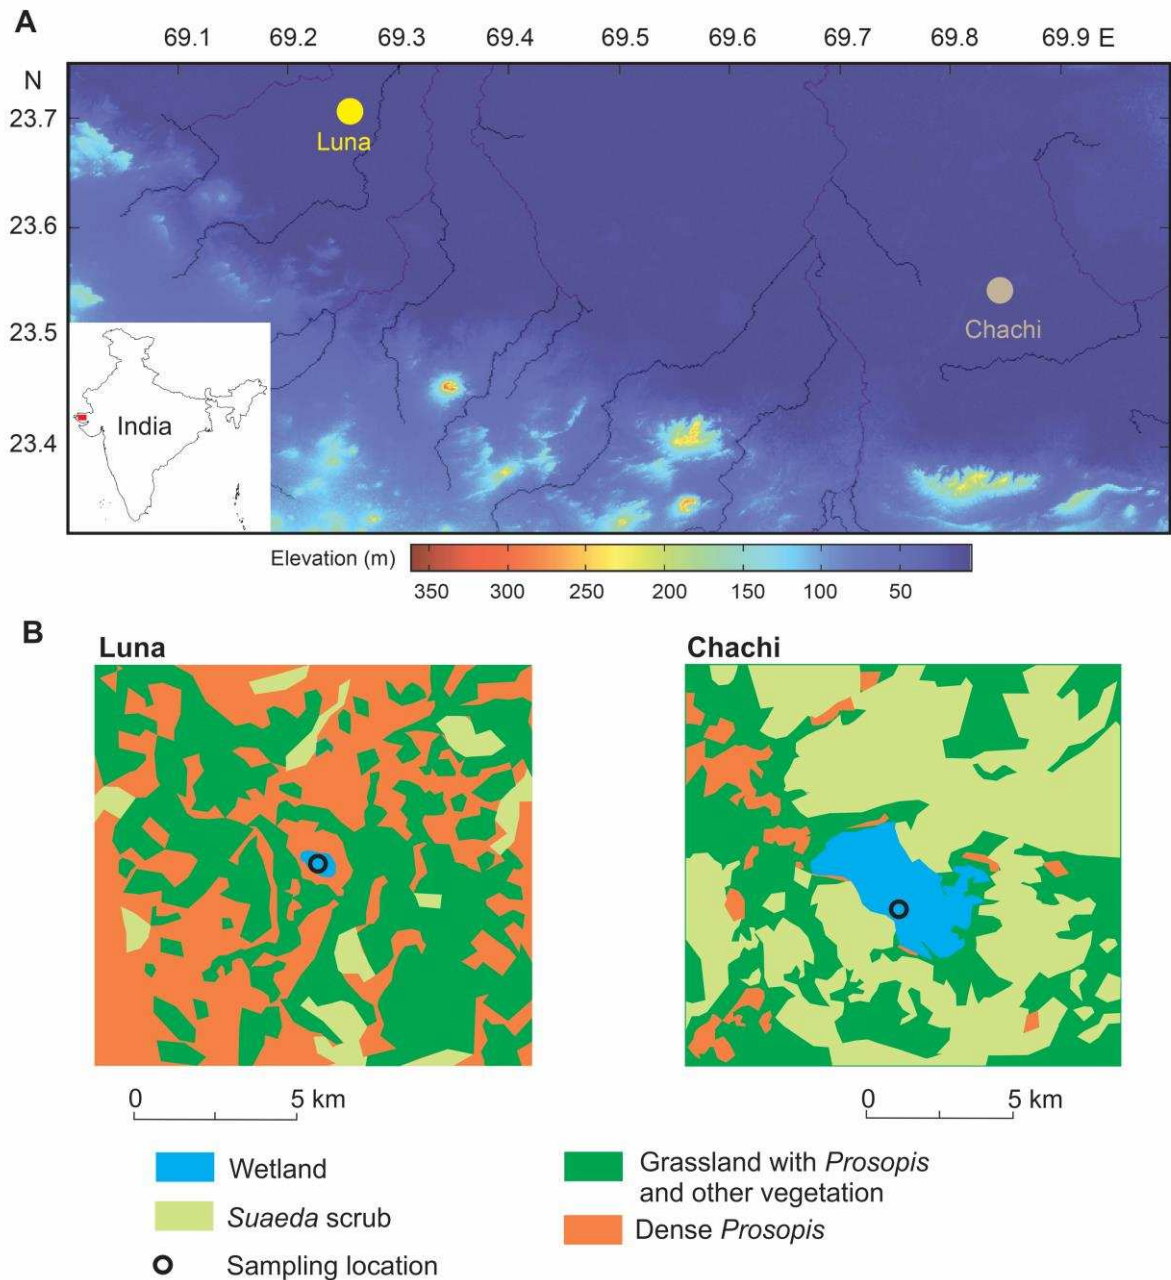 A
69.1 69.2 69.3 69.4 69.5 69.6 69.7 69.8 69.9 E
N
23.7
23.6
23.5
23.4
Luna
Chachi
India
Elevation (m)
350 300 250 200 150 100 50
B
Luna
Chachi
0 5 km
0 5 km
Wetland
Suaeda scrub
Sampling location
Grassland with Prosopis
and other vegetation
Dense Prosopis